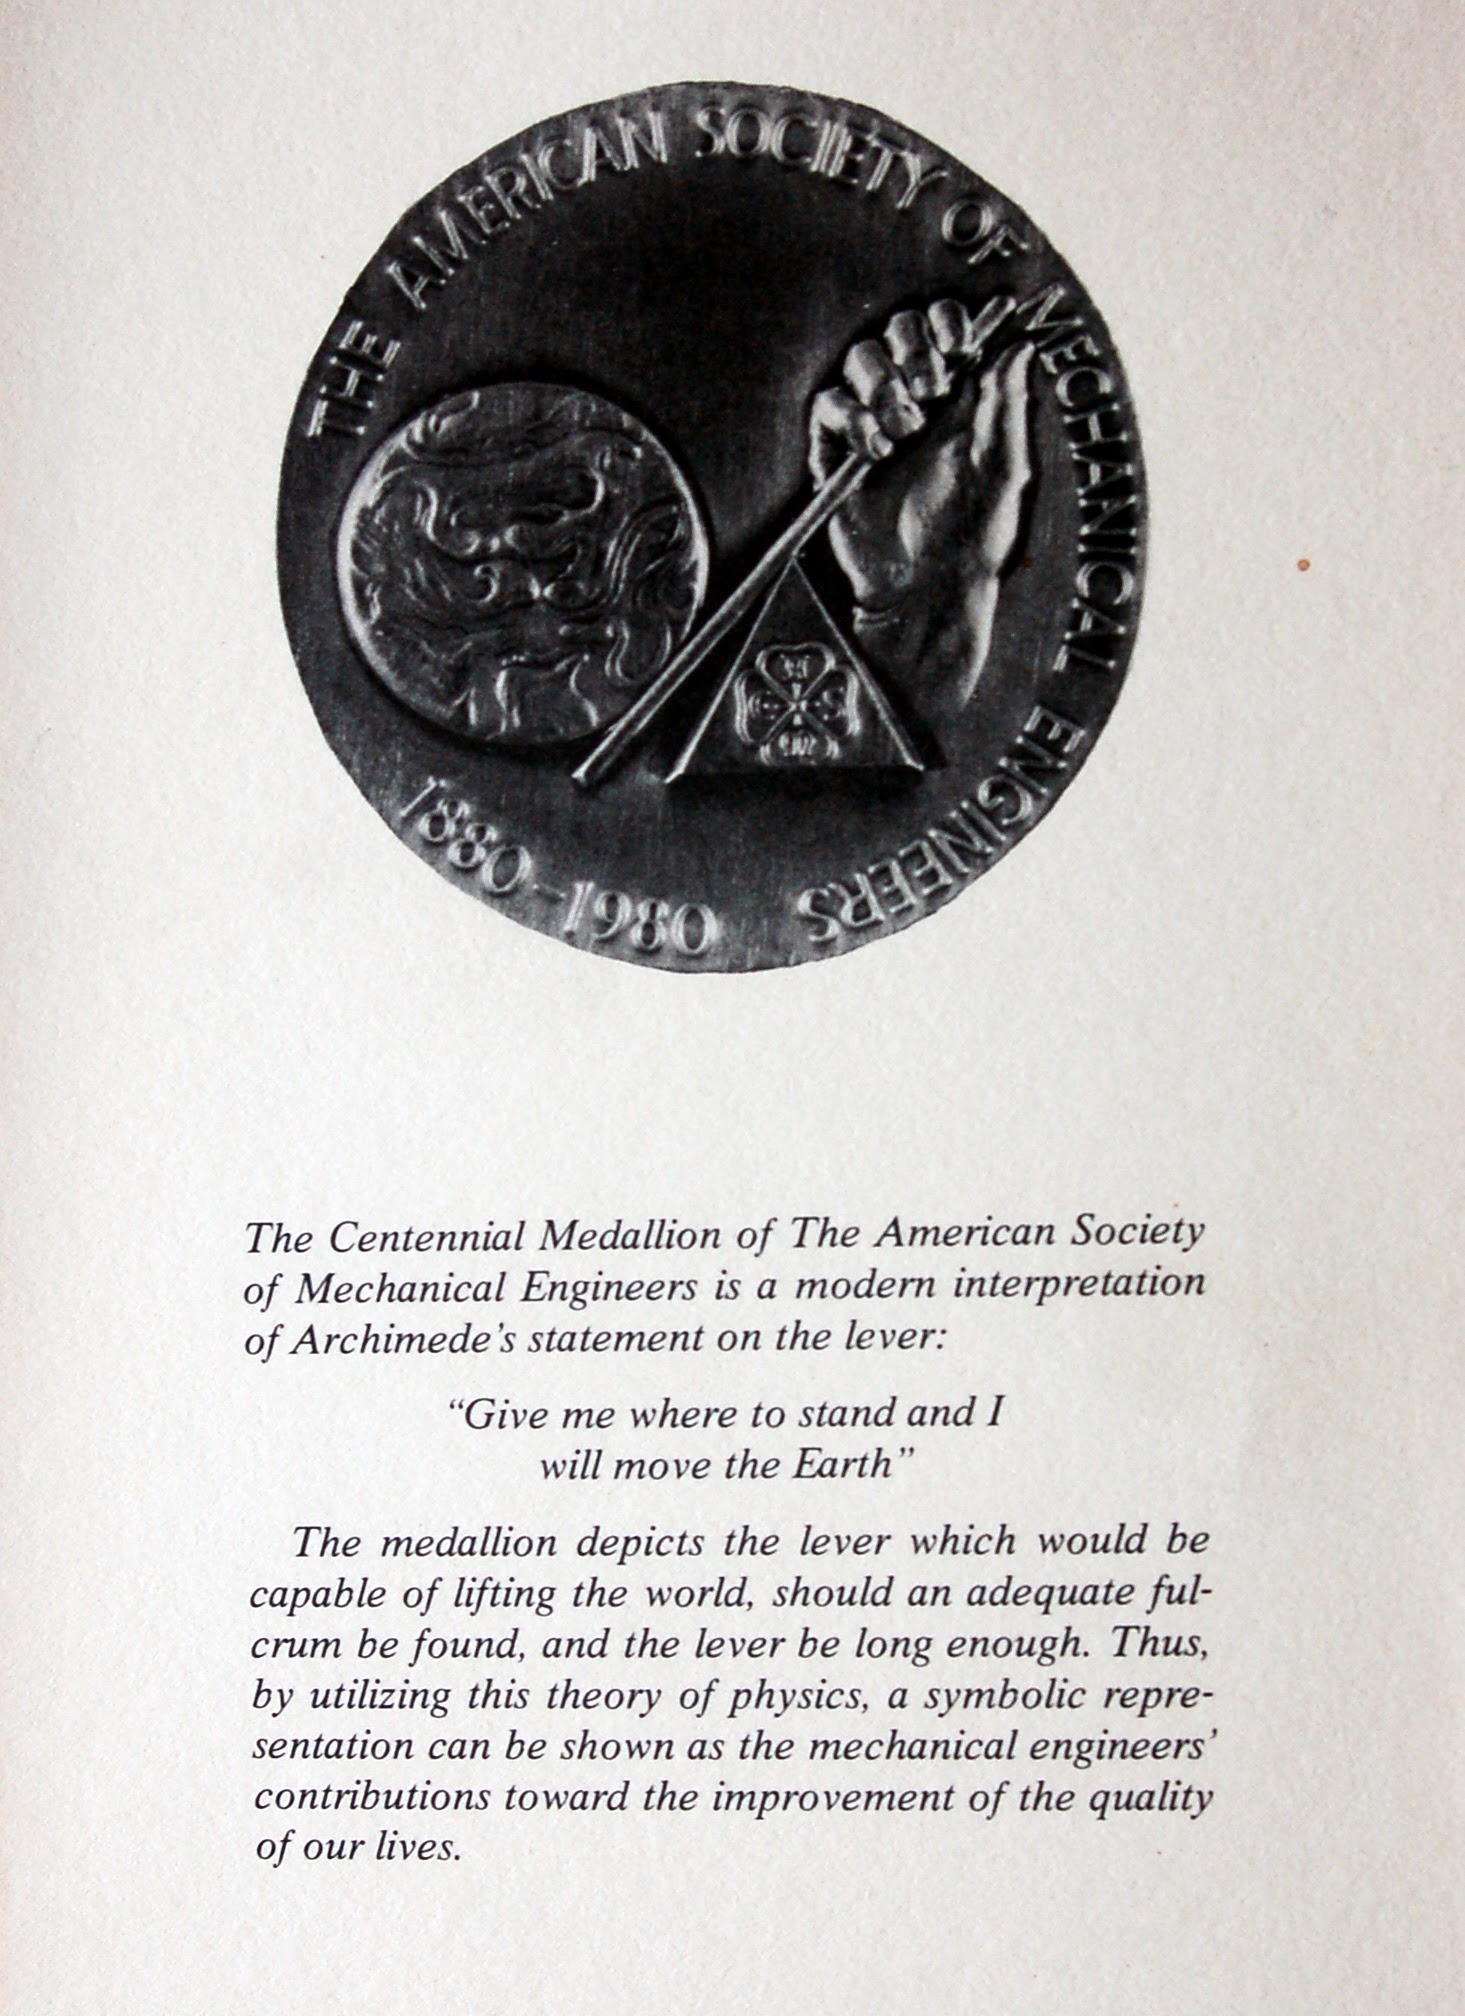 THE AMERICAN SOCIETY OF MECHANICAL ENGINEERS
1880-1980
The Centennial Medallion of The American Society
of Mechanical Engineers is a modern interpretation
of Archimede's statement on the lever:
“Give me where to stand and I
will move the Earth”
The medallion depicts the lever which would be
capable of lifting the world, should an adequate ful-
crum be found, and the lever be long enough. Thus,
by utilizing this theory of physics, a symbolic repre-
sentation can be shown as the mechanical engineers’
contributions toward the improvement of the quality
of our lives.